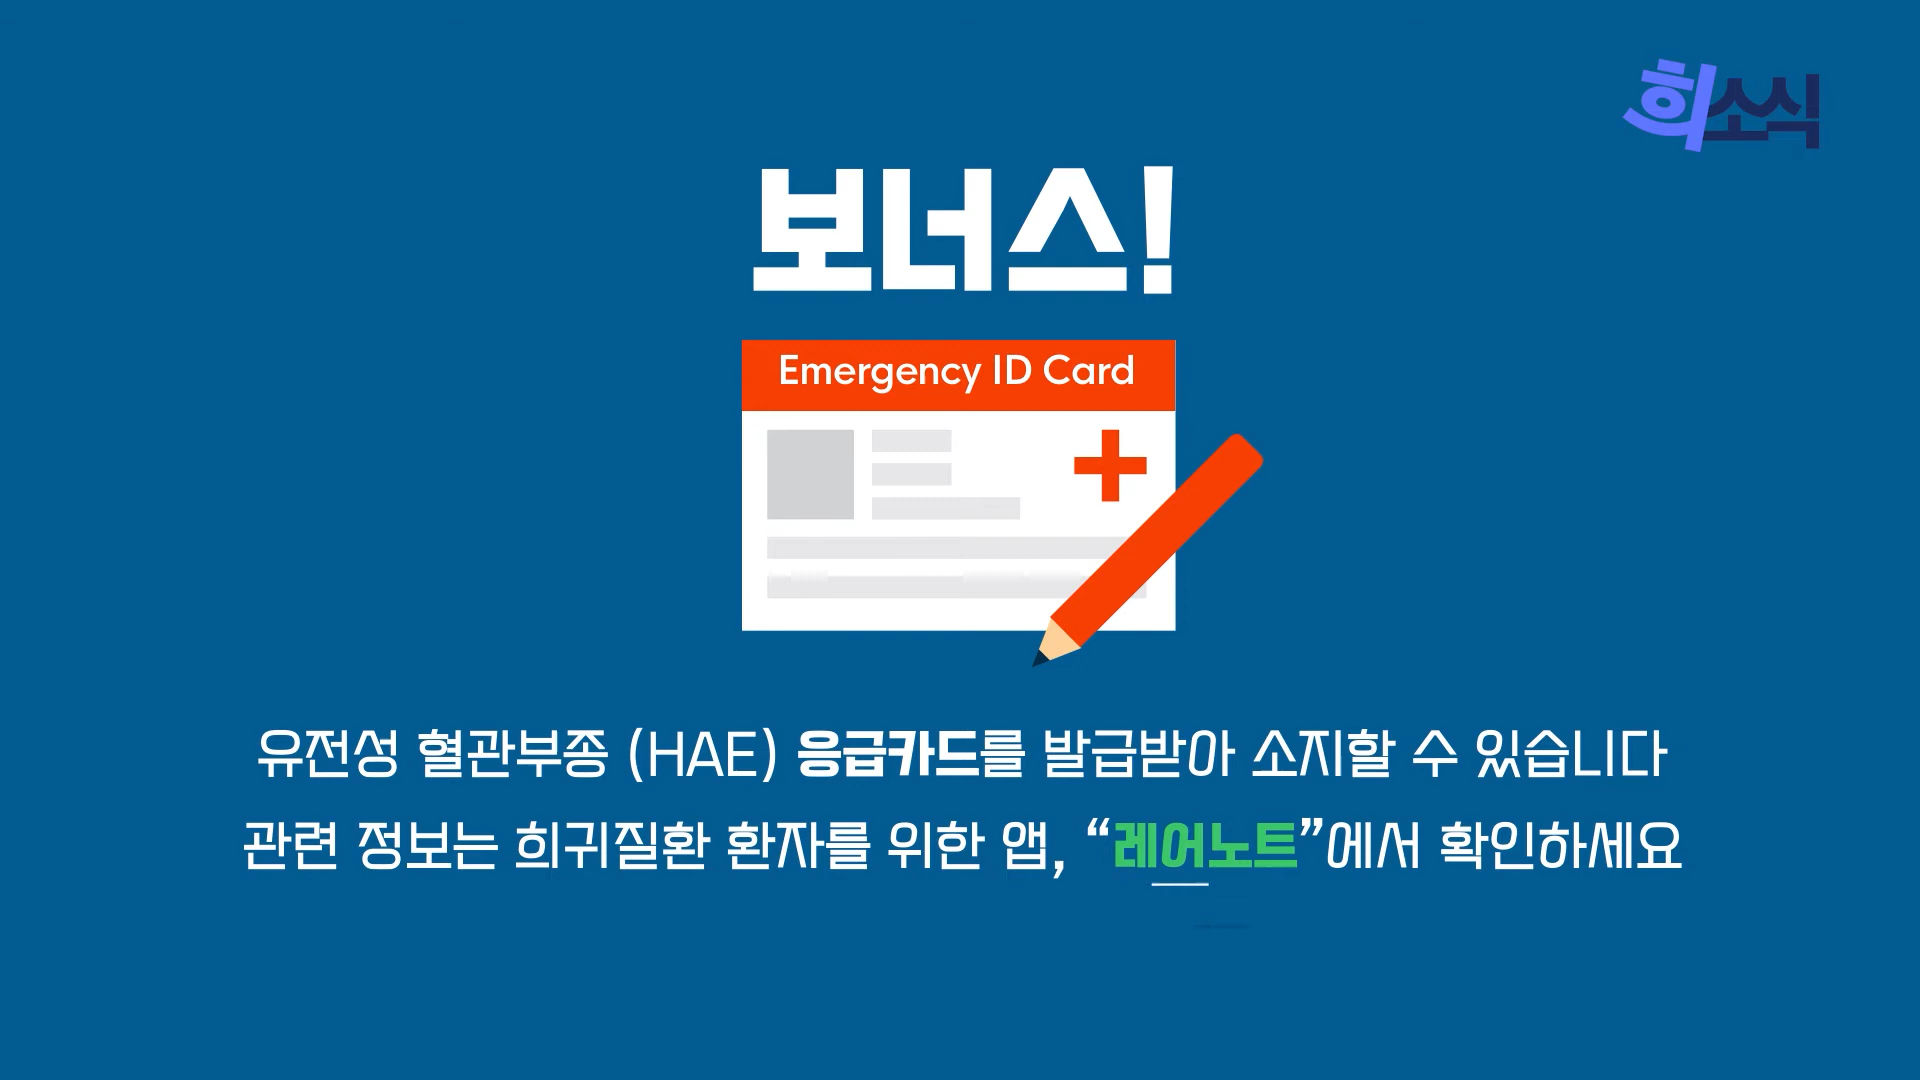 희소식
보너스!
Emergency ID Card
유전성 혈관부종 (HAE) 응급카드를 발급받아 소지할 수 있습니다
관련 정보는 희귀질환 환자를 위한 앱, “레어노트”에서 확인하세요